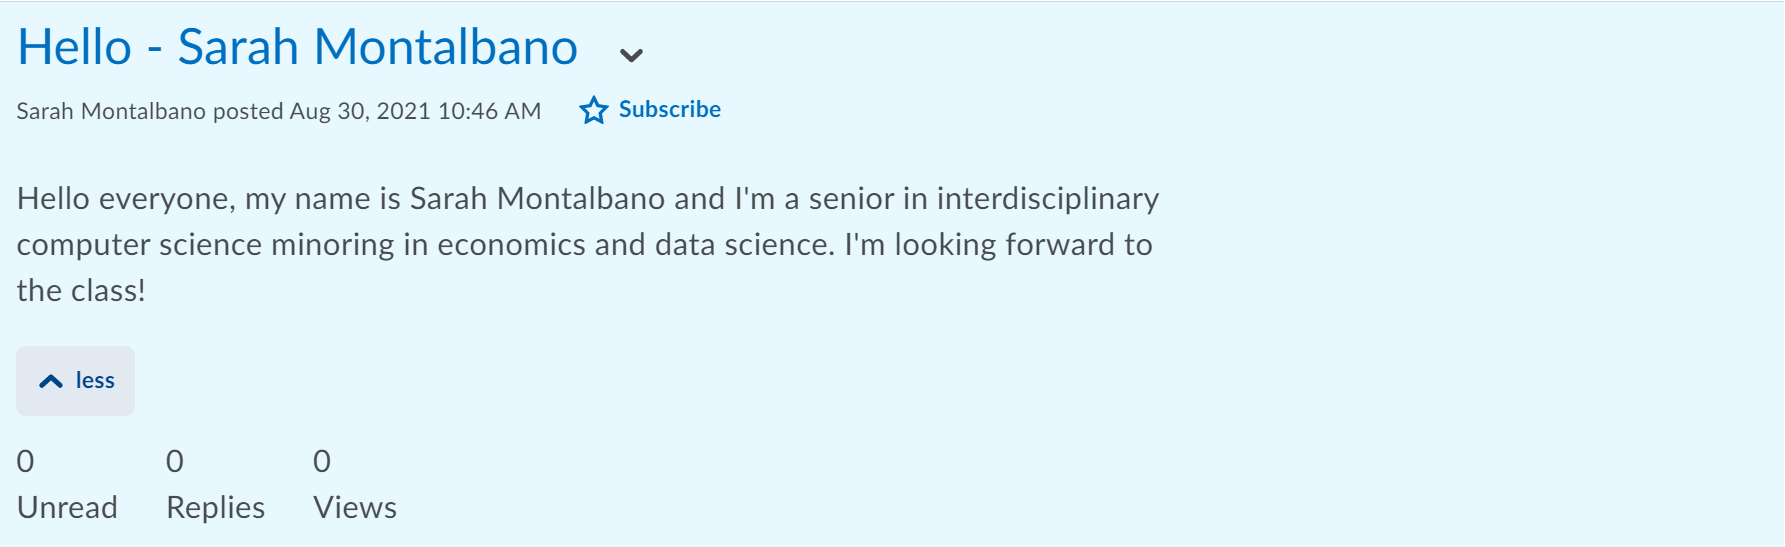 Hello - Sarah Montalbano
Sarah Montalbano posted Aug 30, 2021 10:46 AM Subscribe
Hello everyone, my name is Sarah Montalbano and I'm a senior in interdisciplinary
computer science minoring in economics and data science. I'm looking forward to
the class!
less
0 0 0
Unread Replies Views